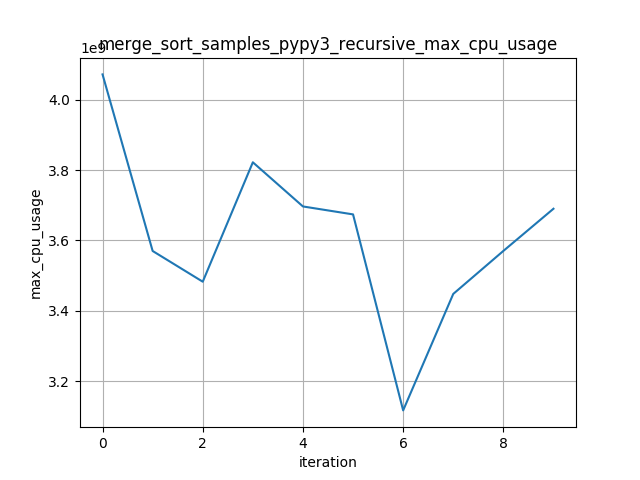 merge_sort_samples_pypy3_recursive_max_cpu_usage
1e9
4.0
3.8
3.6
3.4
3.2
max_cpu_usage
0 2 4 6 8
iteration